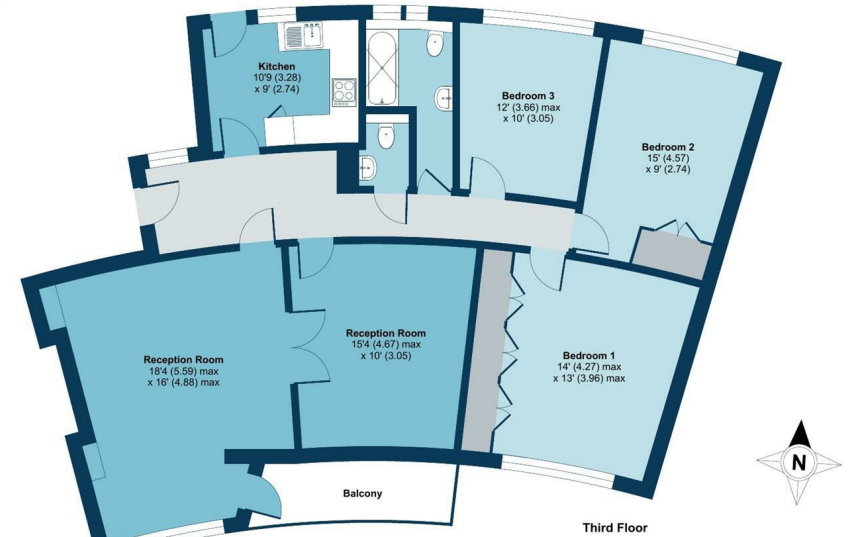 Kitchen
10'9 (3.28)
x 9' (2.74)
Bedroom 3
12' (3.66) max
x 10' (3.05)
Bedroom 2
15' (4.57)
x 9' (2.74)
Reception Room
18'4 (5.59) max
x 16' (4.88) max
Reception Room
15'4 (4.67) max
x 10' (3.05)
Bedroom 1
14' (4.27) max
x 13' (3.96) max
N
Balcony
Third Floor